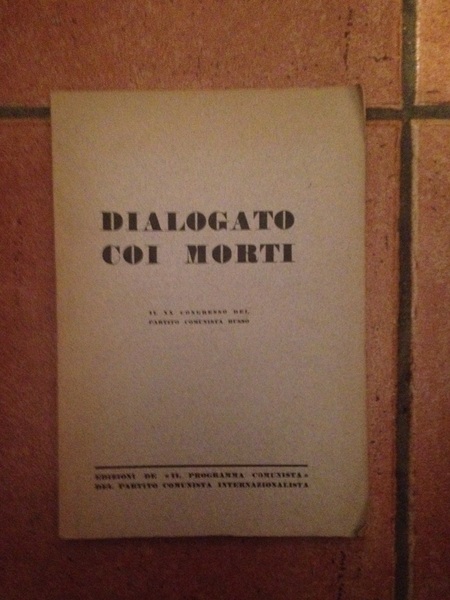 DIALOGATO
COI MORTI
IL XX CONGRESSO DEL
PARTITO COMUNISTA RUSSO
EDIZIONI DE «IL PROGRAMMA COMUNISTA»
DEL PARTITO COMUNISTA INTERNAZIONALISTA